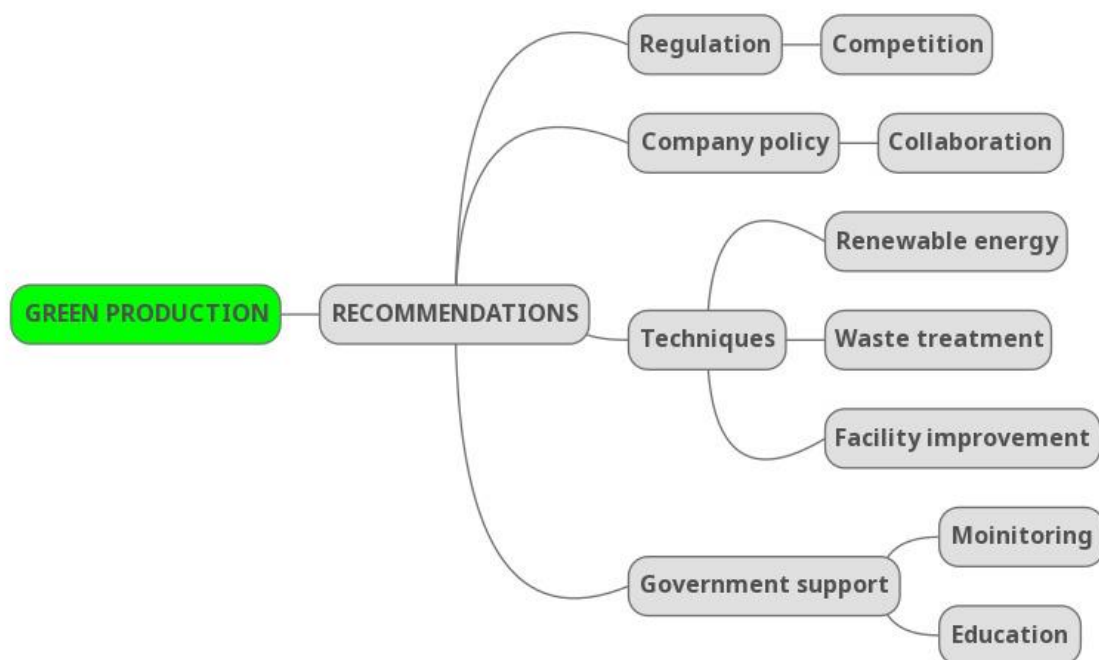 GREEN PRODUCTION
RECOMMENDATIONS
Regulation
Competition
Company policy
Collaboration
Techniques
Renewable energy
Waste treatment
Facility improvement
Government support
Moinitoring
Education